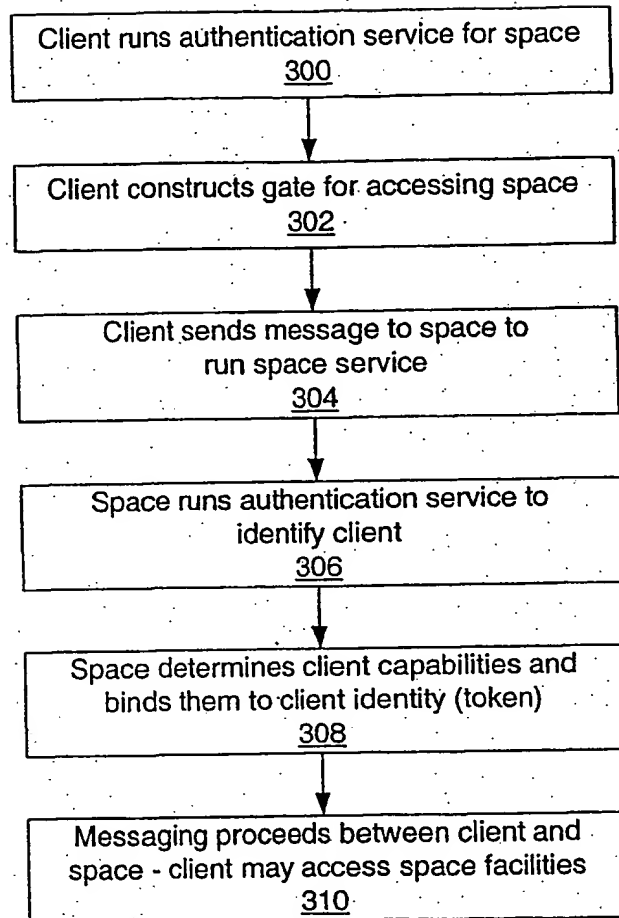 Client runs authentication service for space
300
Client constructs gate for accessing space
302
Client sends message to space to
run space service
304
Space runs authentication service to
identify client
306
Space determines client capabilities and
binds them to client identity (token)
308
Messaging proceeds between client and
space - client may access space facilities
310